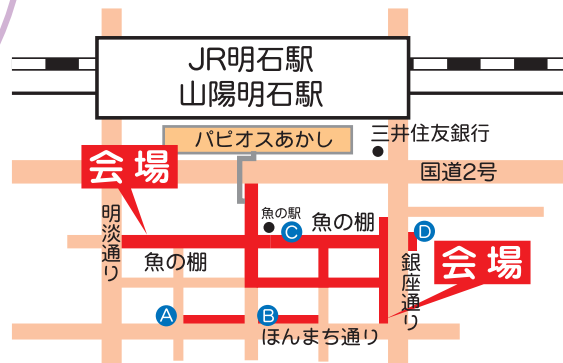 JR明石駅
山陽明石駅
パピオスあかし
三井住友銀行
国道2号
会場
明淡通り
魚の駅
C
魚の棚
D
魚の棚
銀座通り
会場
A
B
ほんまち通り